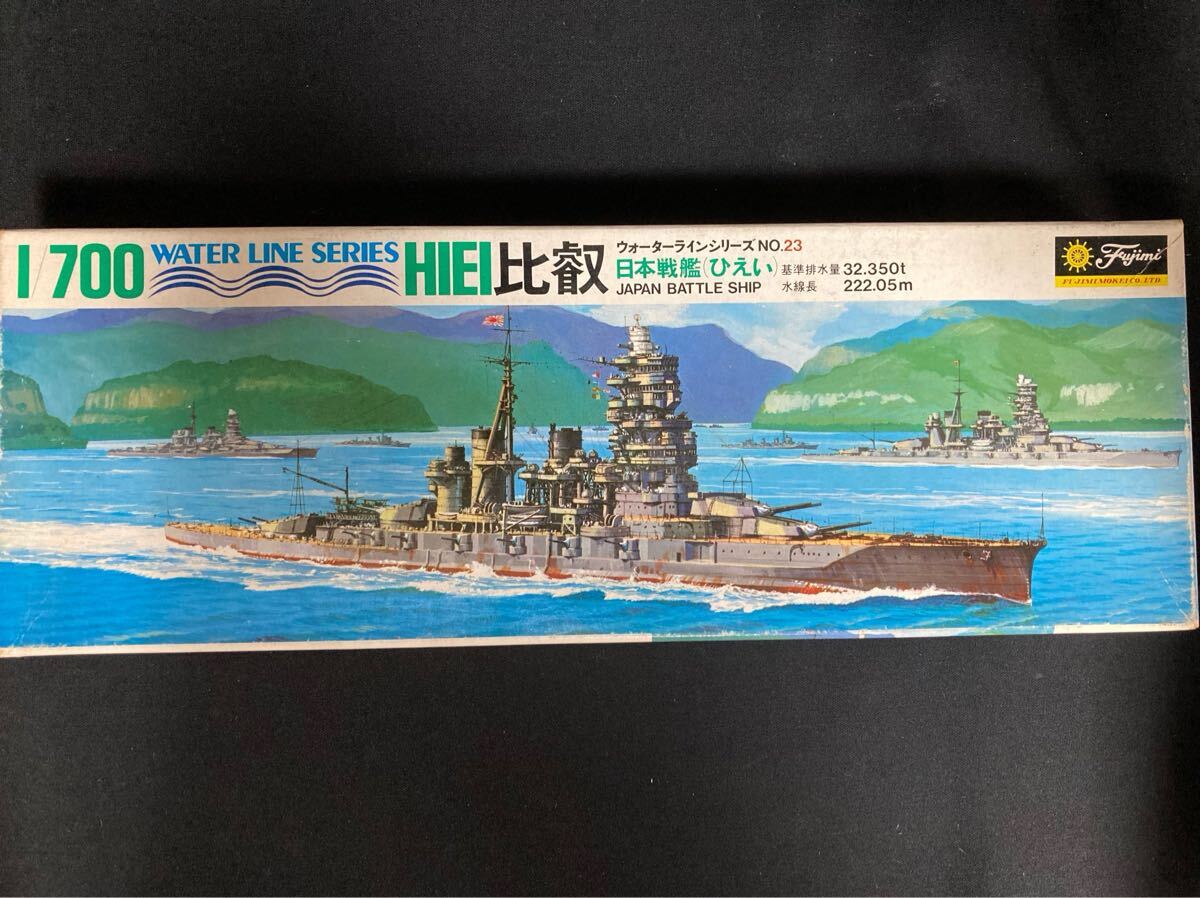 1/700 WATER LINE SERIES HIEI 比叡
ウォーターラインシリーズNO.23
日本戦艦(ひえい)
JAPAN BATTLE SHIP
基準排水量 32.350t
水線長 222.05m
Fujimi
FUJIMI MOKEI CO. LTD.